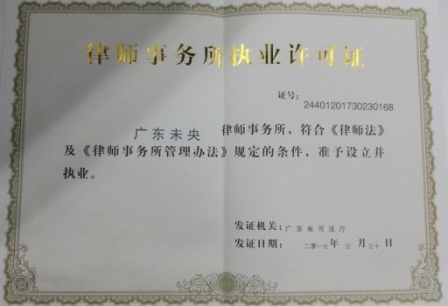 律师事务所执业许可证
证号：
24401201730230168
广东未央 律师事务所，符合《律师法》
及《律师事务所管理办法》规定的条件，准予设立并
执业。
发证机关：广东省司法厅
发证日期：二零一七年三月三十日